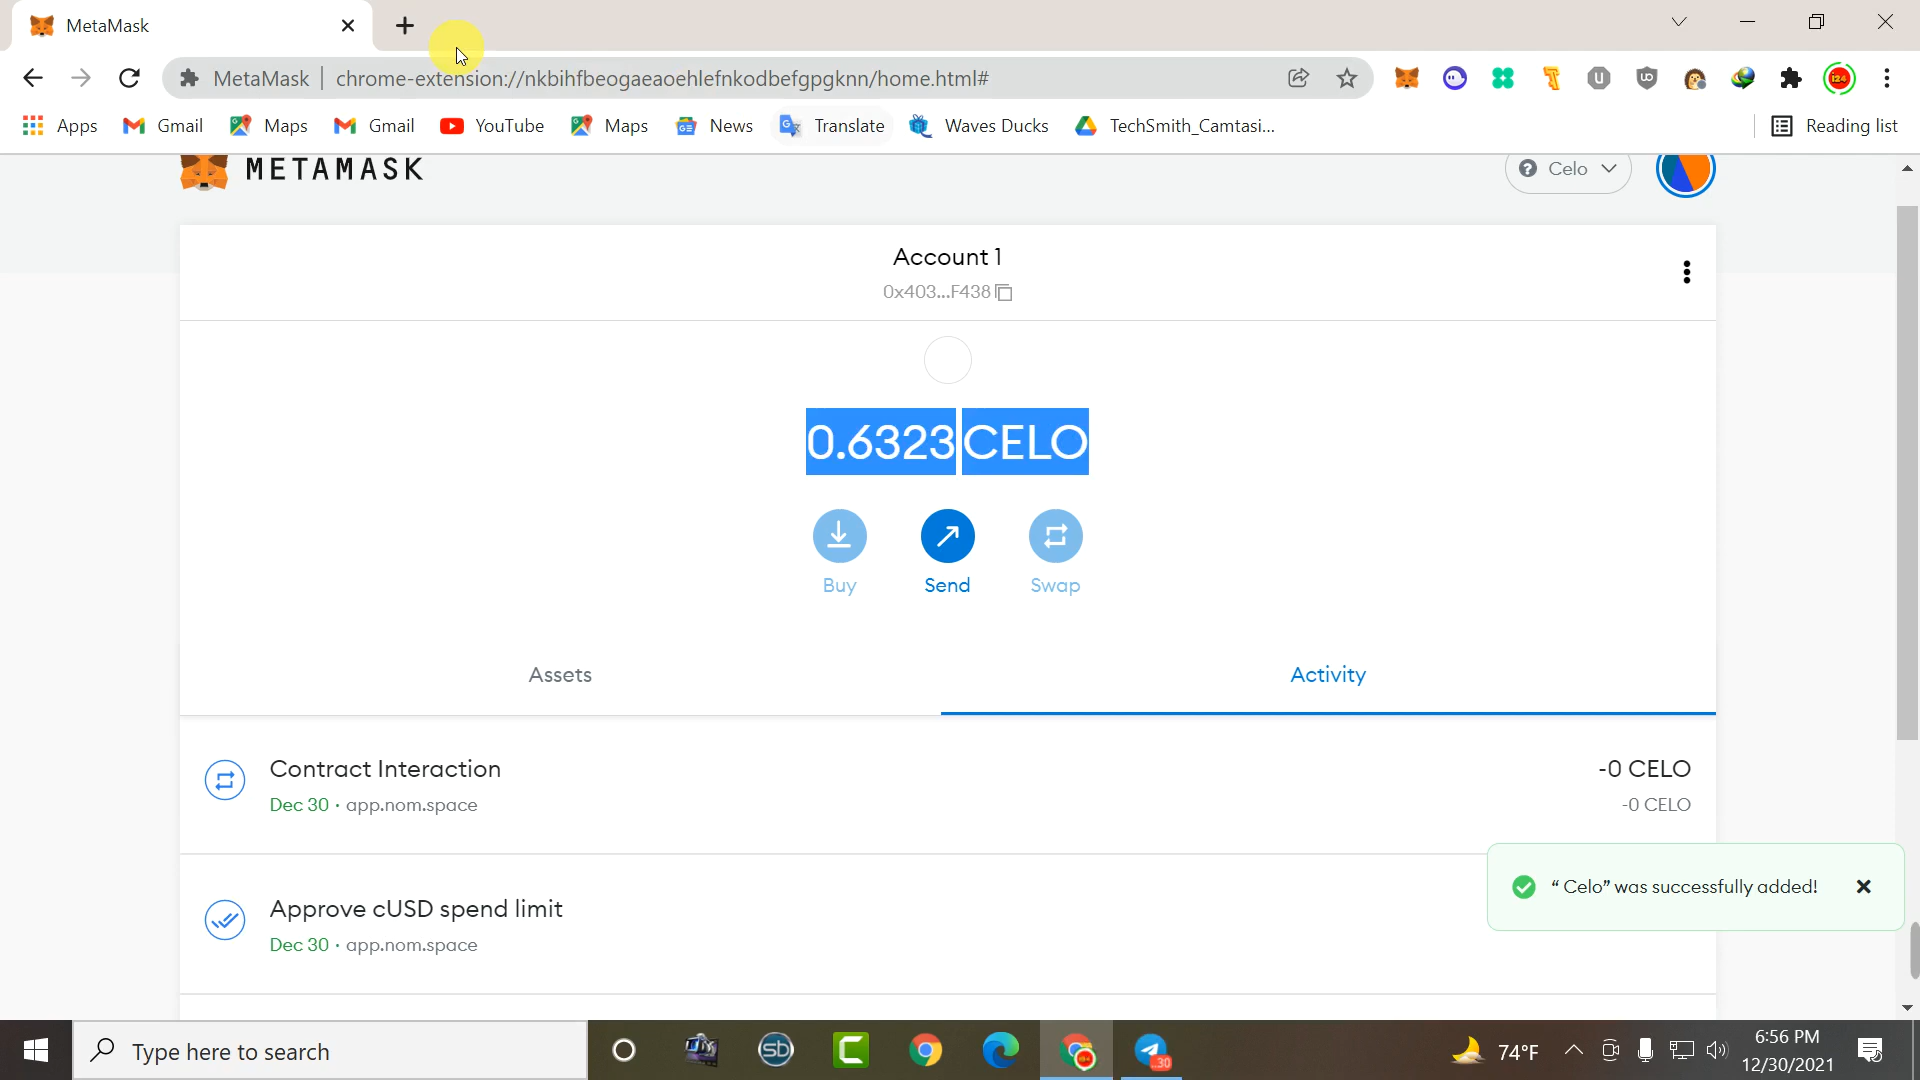 MetaMask
MetaMask | chrome-extension://nkbihfbeogaeaoehlefnkodbefgpgknn/home.html#
Apps Gmail Maps Gmail YouTube Maps News Translate Waves Ducks TechSmith_Camtasi... Reading list
METAMASK
Celo
Account 1
0x403...F438
0.6323 CELO
Buy Send Swap
Assets Activity
Contract Interaction -0 CELO
Dec 30 · app.nom.space -0 CELO
“ Celo” was successfully added!
Approve cUSD spend limit
Dec 30 · app.nom.space
Type here to search
74°F
6:56 PM
12/30/2021
30